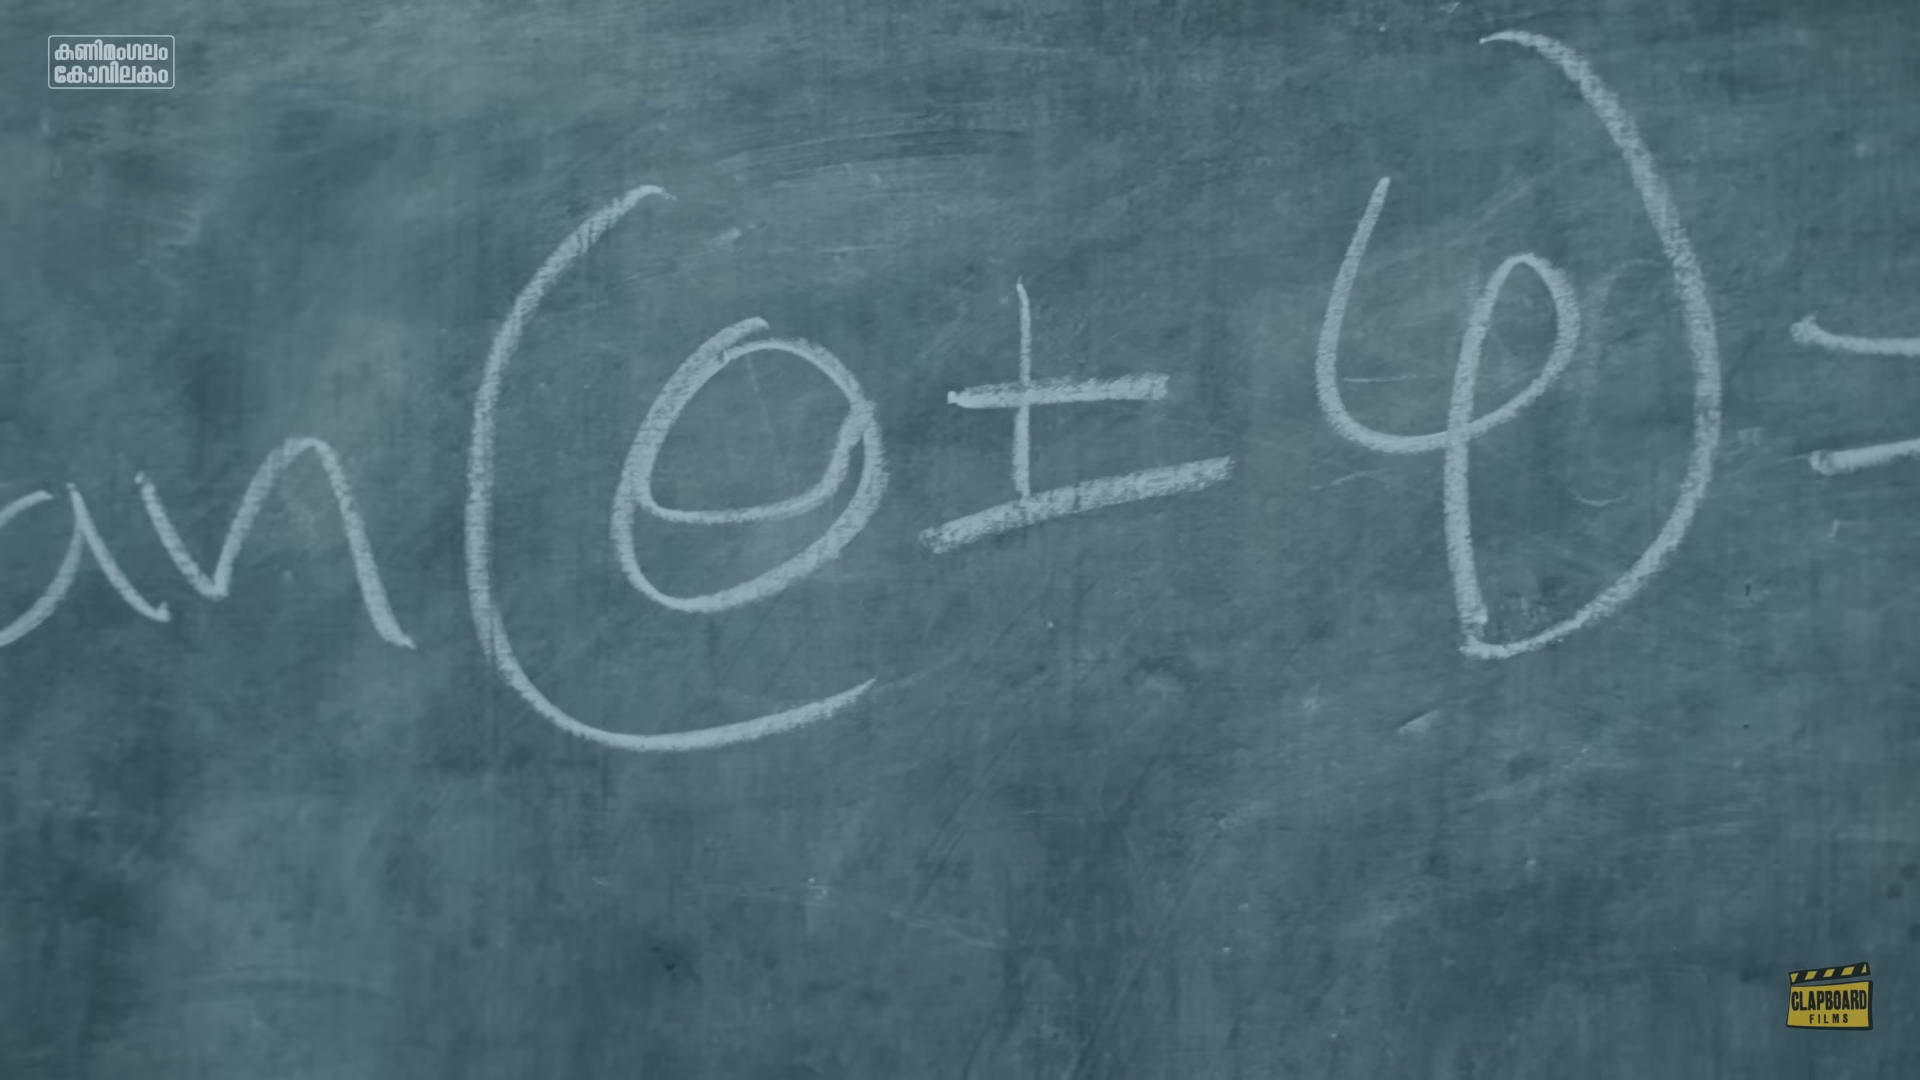 കണിമംഗലം
കോവിലകം
an(θ ± φ) =
CLAPBOARD
FILMS